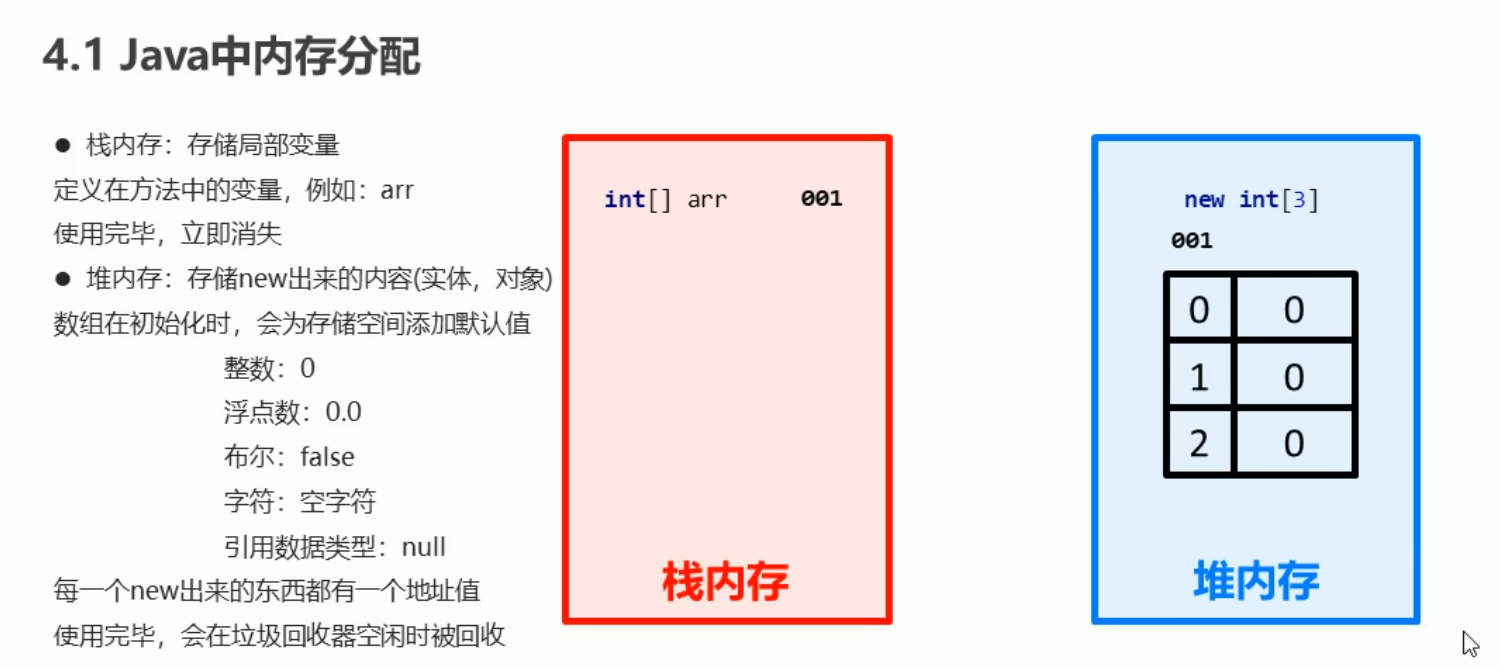 4.1 Java中内存分配
● 栈内存：存储局部变量
定义在方法中的变量，例如：arr
使用完毕，立即消失
● 堆内存：存储new出来的内容(实体，对象)
数组在初始化时，会为存储空间添加默认值
整数：0
浮点数：0.0
布尔：false
字符：空字符
引用数据类型：null
每一个new出来的东西都有一个地址值
使用完毕，会在垃圾回收器空闲时被回收
int[] arr 001
栈内存
new int[3]
001
0 0
1 0
2 0
堆内存